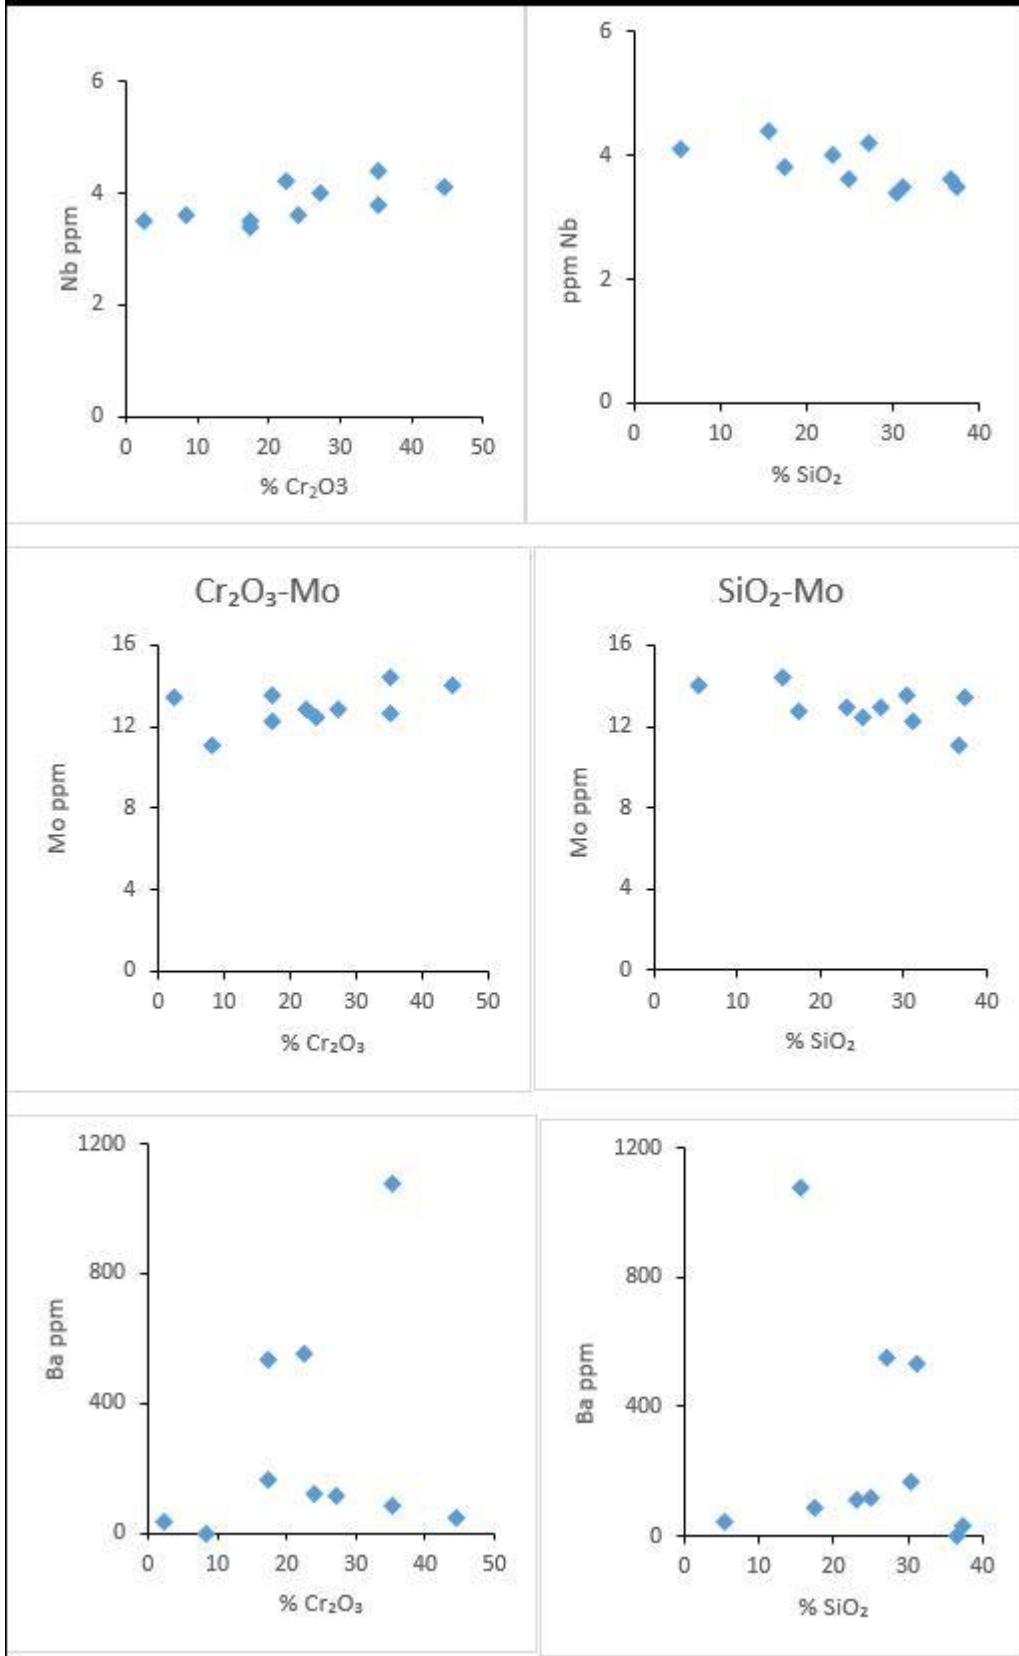 6
4
2
0
Nb ppm
0 10 20 30 40 50
% Cr₂O3
6
4
2
0
ppm Nb
0 10 20 30 40
% SiO₂
Cr₂O₃-Mo
16
12
8
4
0
Mo ppm
0 10 20 30 40 50
% Cr₂O₃
SiO₂-Mo
16
12
8
4
0
Mo ppm
0 10 20 30 40
% SiO₂
1200
800
400
0
Ba ppm
0 10 20 30 40 50
% Cr₂O₃
1200
800
400
0
Ba ppm
0 10 20 30 40
% SiO₂